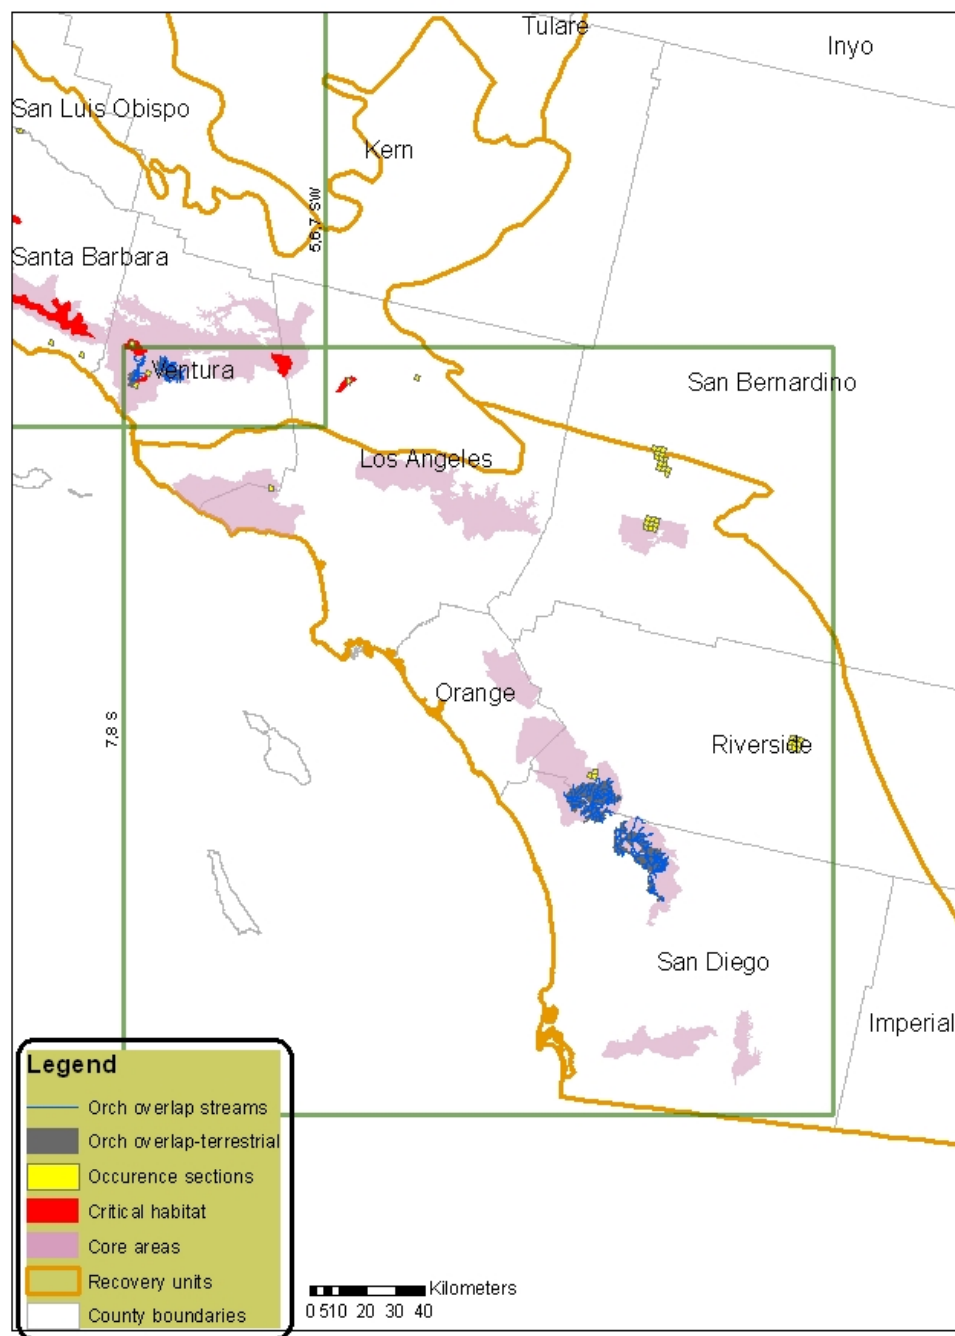 Tulare
Inyo
San Luis Obispo
Kern
5,6,7 SW
Santa Barbara
Ventura
San Bernardino
Los Angeles
Orange
7,8 S
Riverside
San Diego
Imperial
Legend
Orch overlap streams
Orch overlap-terrestrial
Occurence sections
Critical habitat
Core areas
Recovery units
County boundaries
Kilometers
0 510 20 30 40